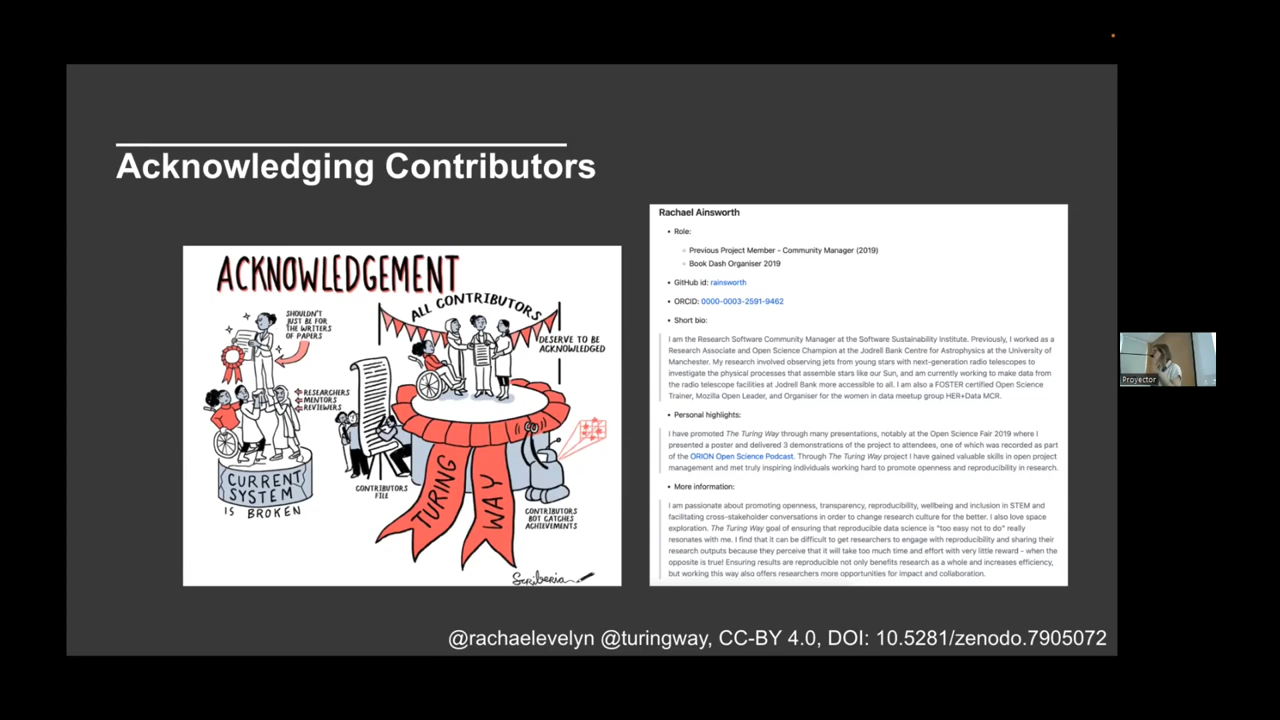 Acknowledging Contributors
ACKNOWLEDGEMENT
SHOULDN'T
JUST BE FOR
THE WRITERS
OF PAPERS
RESEARCHERS
MENTORS
REVIEWERS
CURRENT
SYSTEM
IS BROKEN
ALL CONTRIBUTORS
DESERVE TO BE
ACKNOWLEDGED
CONTRIBUTORS
FILE
TURING
WAY
CONTRIBUTORS
BOT CATCHES
ACHIEVEMENTS
Scriberia
Rachael Ainsworth
• Role:
◦ Previous Project Member - Community Manager (2019)
◦ Book Dash Organiser 2019
• GitHub id: rainsworth
• ORCID: 0000-0003-2591-9462
• Short bio:
I am the Research Software Community Manager at the Software Sustainability Institute. Previously, I worked as a
Research Associate and Open Science Champion at the Jodrell Bank Centre for Astrophysics at the University of
Manchester. My research involved observing jets from young stars with next-generation radio telescopes to
investigate the physical processes that assemble stars like our Sun, and am currently working to make data from
the radio telescope facilities at Jodrell Bank more accessible to all. I am also a FOSTER certified Open Science
Trainer, Mozilla Open Leader, and Organiser for the women in data meetup group HER+Data MCR.
• Personal highlights:
I have promoted The Turing Way through many presentations, notably at the Open Science Fair 2019 where I
presented a poster and delivered 3 demonstrations of the project to attendees, one of which was recorded as part
of the ORION Open Science Podcast. Through The Turing Way project I have gained valuable skills in open project
management and met truly inspiring individuals working hard to promote openness and reproducibility in research.
• More information:
I am passionate about promoting openness, transparency, reproducibility, wellbeing and inclusion in STEM and
facilitating cross-stakeholder conversations in order to change research culture for the better. I also love space
exploration. The Turing Way goal of ensuring that reproducible data science is "too easy not to do" really
resonates with me. I find that it can be difficult to get researchers to engage with reproducibility and sharing their
research outputs because they perceive that it will take too much time and effort with very little reward - when the
opposite is true! Ensuring results are reproducible not only benefits research as a whole and increases efficiency,
but working this way also offers researchers more opportunities for impact and collaboration.
@rachaelevelyn @turingway, CC-BY 4.0, DOI: 10.5281/zenodo.7905072
Proyector